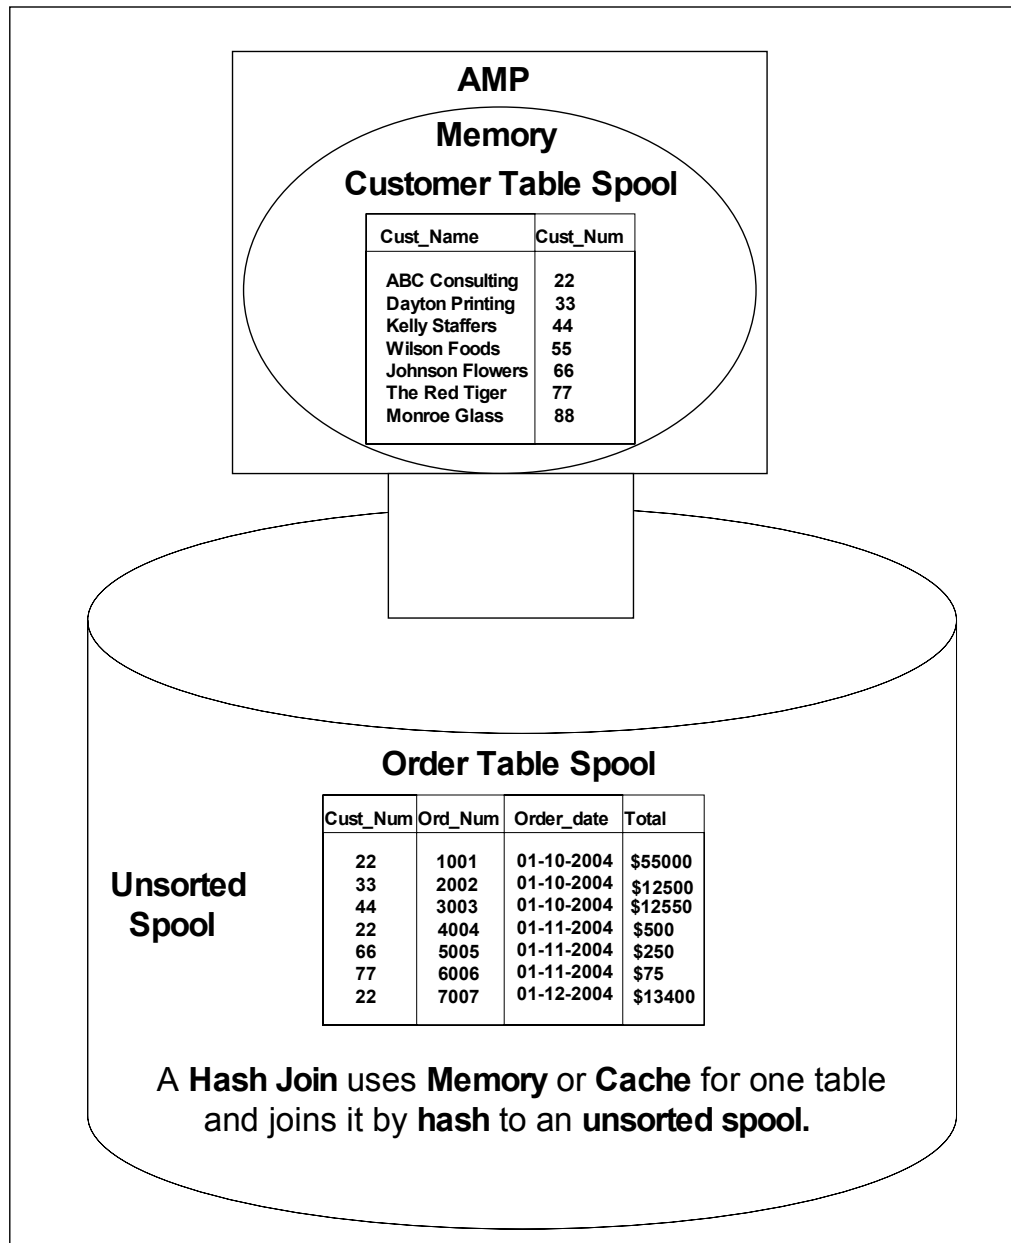 AMP
Memory
Customer Table Spool
Cust_Name Cust_Num
ABC Consulting 22
Dayton Printing 33
Kelly Staffers 44
Wilson Foods 55
Johnson Flowers 66
The Red Tiger 77
Monroe Glass 88
Order Table Spool
Cust_Num Ord_Num Order_date Total
22 1001 01-10-2004 $55000
33 2002 01-10-2004 $12500
44 3003 01-10-2004 $12550
22 4004 01-11-2004 $500
66 5005 01-11-2004 $250
77 6006 01-11-2004 $75
22 7007 01-12-2004 $13400
Unsorted
Spool
A Hash Join uses Memory or Cache for one table
and joins it by hash to an unsorted spool.